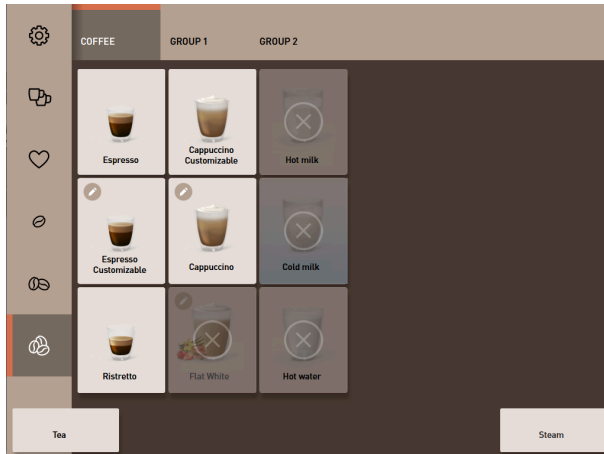 COFFEE
GROUP 1
GROUP 2
Espresso
Cappuccino
Customizable
Hot milk
Espresso
Customizable
Cappuccino
Cold milk
Ristretto
Flat White
Hot water
Tea
Steam